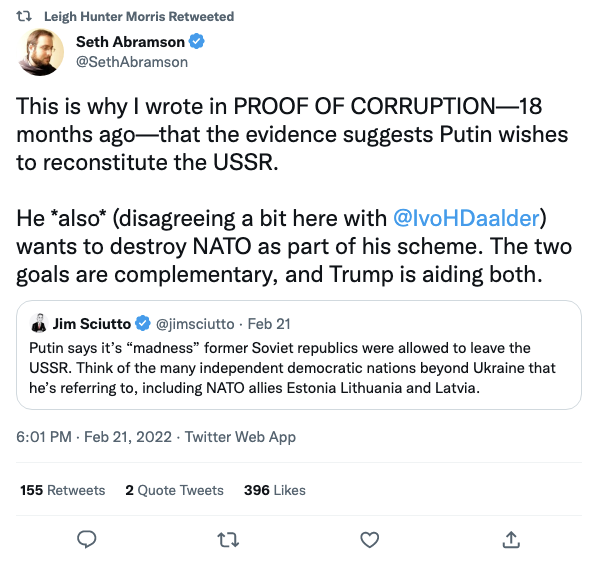 Leigh Hunter Morris Retweeted
Seth Abramson
@SethAbramson
This is why I wrote in PROOF OF CORRUPTION—18
months ago—that the evidence suggests Putin wishes
to reconstitute the USSR.
He *also* (disagreeing a bit here with @IvoHDaalder)
wants to destroy NATO as part of his scheme. The two
goals are complementary, and Trump is aiding both.
Jim Sciutto @jimsciutto · Feb 21
Putin says it's “madness” former Soviet republics were allowed to leave the
USSR. Think of the many independent democratic nations beyond Ukraine that
he's referring to, including NATO allies Estonia Lithuania and Latvia.
6:01 PM · Feb 21, 2022 · Twitter Web App
155 Retweets 2 Quote Tweets 396 Likes